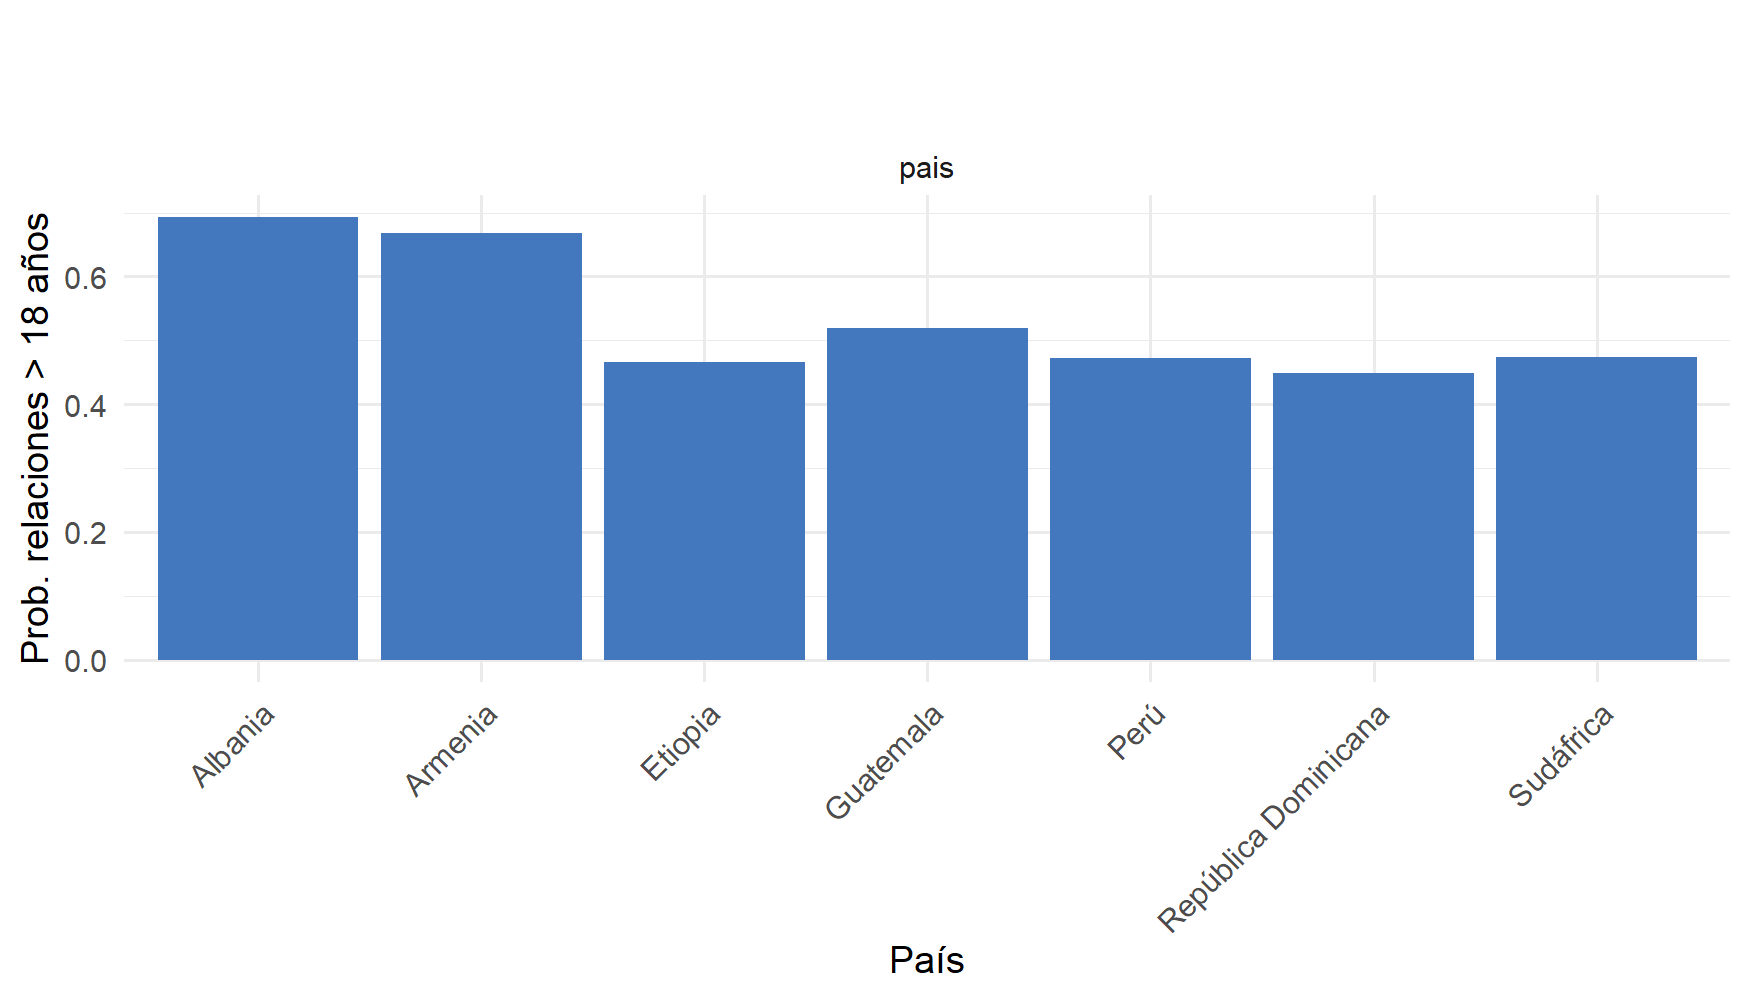 pais
Prob. relaciones > 18 años
0.6
0.4
0.2
0.0
Albania
Armenia
Etiopia
Guatemala
Perú
República Dominicana
Sudáfrica
País